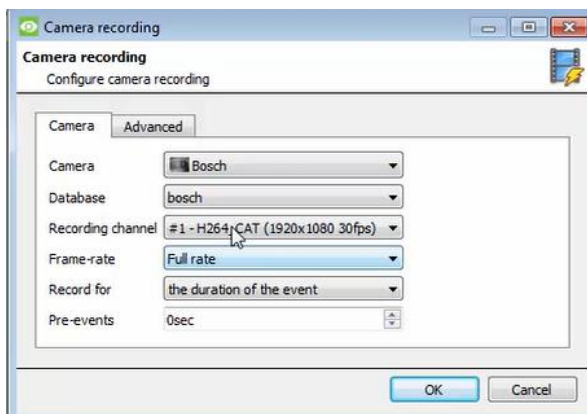 Camera recording
Camera recording
Configure camera recording
Camera Advanced
Camera Bosch
Database bosch
Recording channel #1 - H264 CAT (1920x1080 30fps)
Frame-rate Full rate
Record for the duration of the event
Pre-events 0sec
OK Cancel